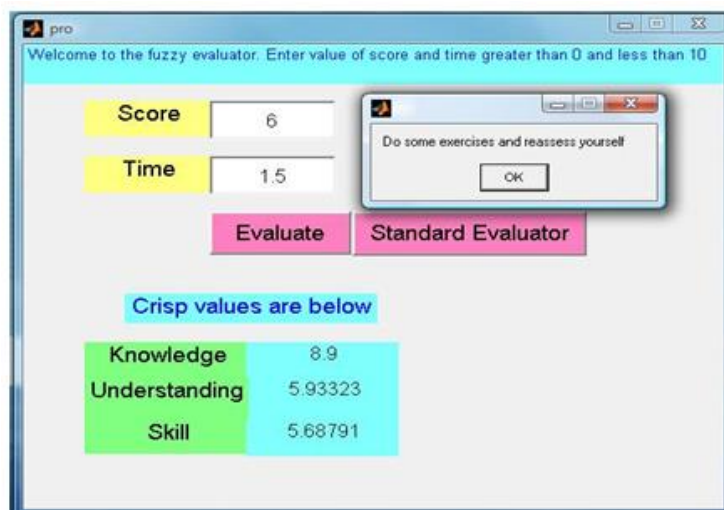 pro
Welcome to the fuzzy evaluator. Enter value of score and time greater than 0 and less than 10
Score 6
Time 1.5
Do some exercises and reassess yourself
OK
Evaluate Standard Evaluator
Crisp values are below
Knowledge 8.9
Understanding 5.93323
Skill 5.68791